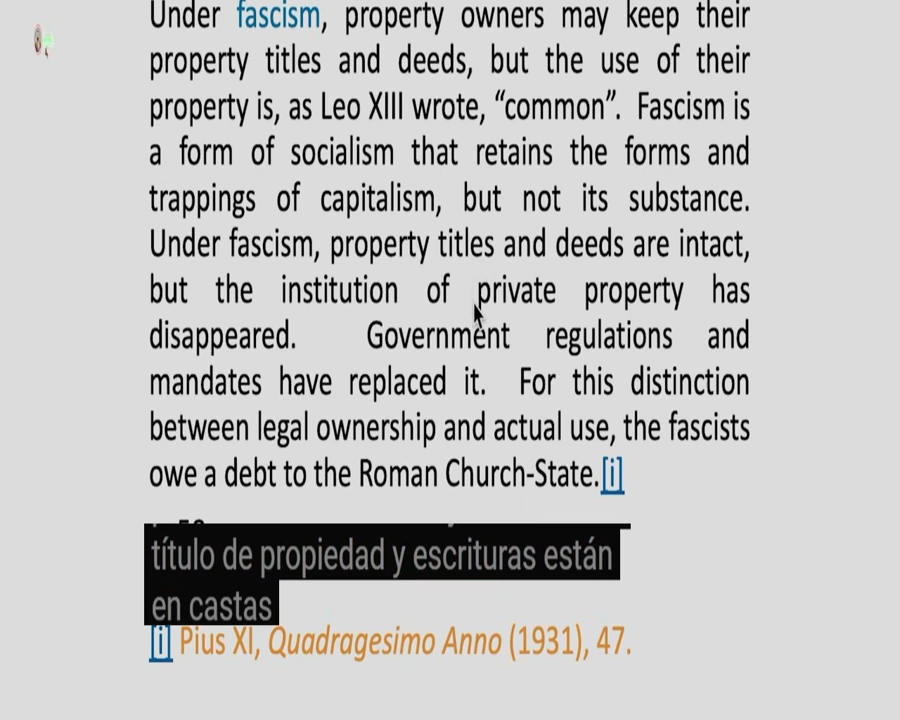 Under fascism, property owners may keep their
property titles and deeds, but the use of their
property is, as Leo XIII wrote, “common”. Fascism is
a form of socialism that retains the forms and
trappings of capitalism, but not its substance.
Under fascism, property titles and deeds are intact,
but the institution of private property has
disappeared. Government regulations and
mandates have replaced it. For this distinction
between legal ownership and actual use, the fascists
owe a debt to the Roman Church-State.[i]
título de propiedad y escrituras están
en castas
[i] Pius XI, Quadragesimo Anno (1931), 47.